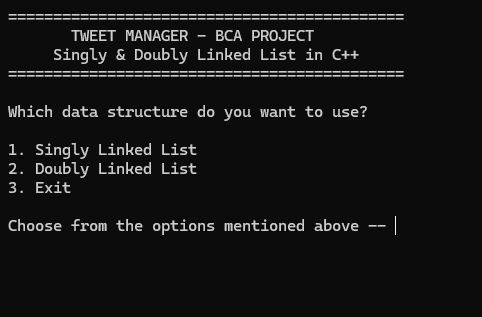 ============================================
TWEET MANAGER - BCA PROJECT
Singly & Doubly Linked List in C++
============================================
Which data structure do you want to use?
1. Singly Linked List
2. Doubly Linked List
3. Exit
Choose from the options mentioned above --